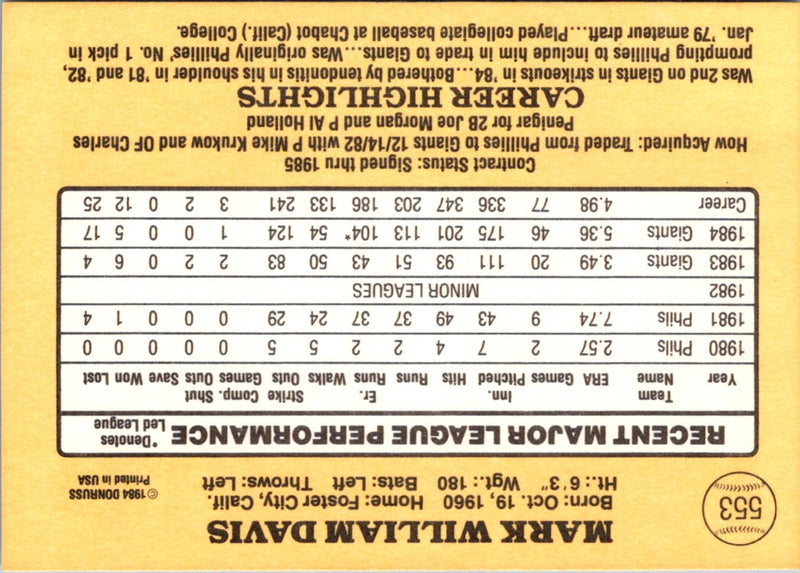 553
MARK WILLIAM DAVIS
Born: Oct. 19, 1960 Home: Foster City, Calif.
Ht.: 6'3" Wgt.: 180 Bats: Left Throws: Left
© 1984 DONRUSS
Printed in USA
RECENT MAJOR LEAGUE PERFORMANCE
*Denotes
Led League
Year Team Name ERA Games Inn. Pitched Hits Runs Er. Runs Walks Strike Outs Comp. Games Shut Outs Save Won Lost
1980 Phils 2.57 2 7 4 2 2 5 5 0 0 0 0 0
1981 Phils 7.74 9 43 49 37 37 24 29 0 0 0 1 4
1982 MINOR LEAGUES
1983 Giants 3.49 20 111 93 51 43 50 83 2 2 0 6 4
1984 Giants 5.36 46 175 201 113 104* 54 124 1 0 0 5 17
Career 4.98 77 336 347 203 186 133 241 3 2 0 12 25
Contract Status: Signed thru 1985
How Acquired: Traded from Phillies to Giants 12/14/82 with P Mike Krukow and OF Charles
Penigar for 2B Joe Morgan and P Al Holland
CAREER HIGHLIGHTS
Was 2nd on Giants in strikeouts in '84...Bothered by tendonitis in his shoulder in '81 and '82,
prompting Phillies to include him in trade to Giants...Was originally Phillies' No. 1 pick in
Jan. '79 amateur draft...Played collegiate baseball at Chabot (Calif.) College.